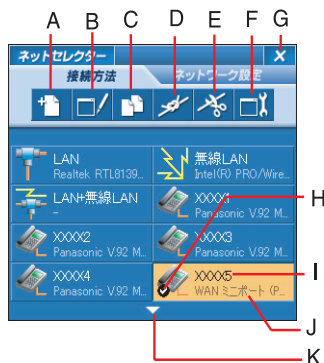 A B C D E F G
ネットセレクター X
接続方法 ネットワーク設定
LAN
Realtek RTL8139...
無線LAN
Intel(R) PRO/Wire...
LAN+無線LAN
-
XXXX1
Panasonic V.92 M...
H
XXXX2
Panasonic V.92 M...
XXXX3
Panasonic V.92 M...
XXXX4
Panasonic V.92 M...
XXXX5
WAN ミニポート (P...
I
J
K